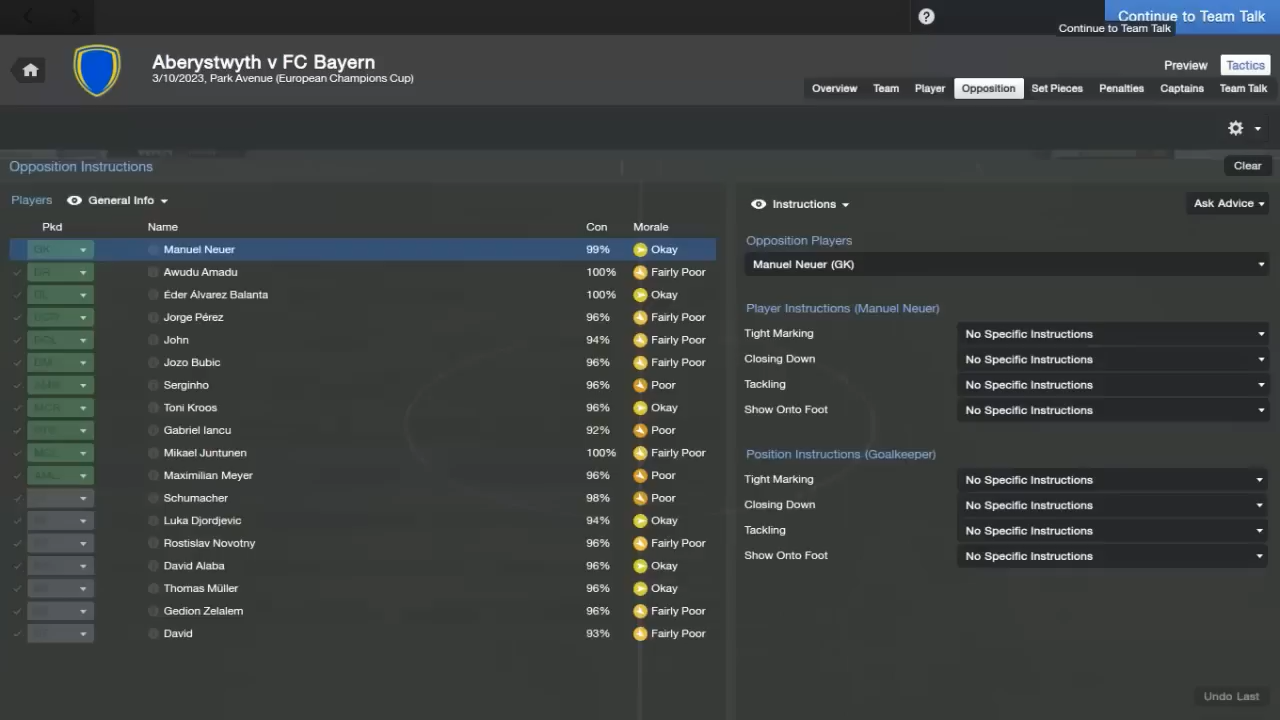 Continue to Team Talk
Continue to Team Talk
Aberystwyth v FC Bayern
3/10/2023, Park Avenue (European Champions Cup)
Preview Tactics
Overview Team Player Opposition Set Pieces Penalties Captains Team Talk
Opposition Instructions
Clear
Players General Info
Pkd Name Con Morale
Manuel Neuer 99% Okay
Awudu Amadu 100% Fairly Poor
Éder Álvarez Balanta 100% Okay
Jorge Pérez 96% Fairly Poor
John 94% Fairly Poor
Jozo Bubic 96% Fairly Poor
Serginho 96% Poor
Toni Kroos 96% Okay
Gabriel Iancu 92% Poor
Mikael Juntunen 100% Fairly Poor
Maximilian Meyer 96% Poor
Schumacher 98% Poor
Luka Djordjevic 94% Okay
Rostislav Novotny 96% Fairly Poor
David Alaba 96% Okay
Thomas Müller 96% Okay
Gedion Zelalem 96% Fairly Poor
David 93% Fairly Poor
Instructions
Ask Advice
Opposition Players
Manuel Neuer (GK)
Player Instructions (Manuel Neuer)
Tight Marking No Specific Instructions
Closing Down No Specific Instructions
Tackling No Specific Instructions
Show Onto Foot No Specific Instructions
Position Instructions (Goalkeeper)
Tight Marking No Specific Instructions
Closing Down No Specific Instructions
Tackling No Specific Instructions
Show Onto Foot No Specific Instructions
Undo Last